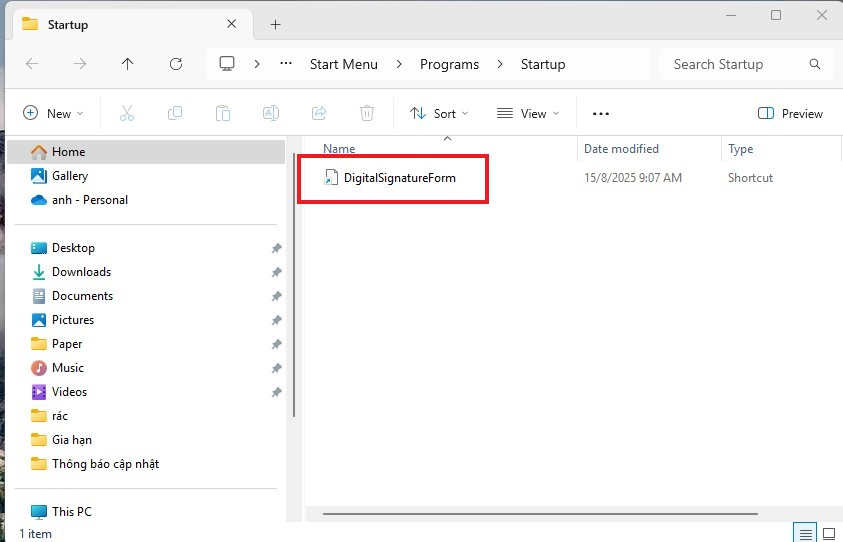 Startup
Start Menu > Programs > Startup
Search Startup
New
Sort
View
Preview
Name
Date modified
Type
Home
Gallery
anh - Personal
DigitalSignatureForm
15/8/2025 9:07 AM
Shortcut
Desktop
Downloads
Documents
Pictures
Paper
Music
Videos
rác
Gia hạn
Thông báo cập nhật
This PC
1 item